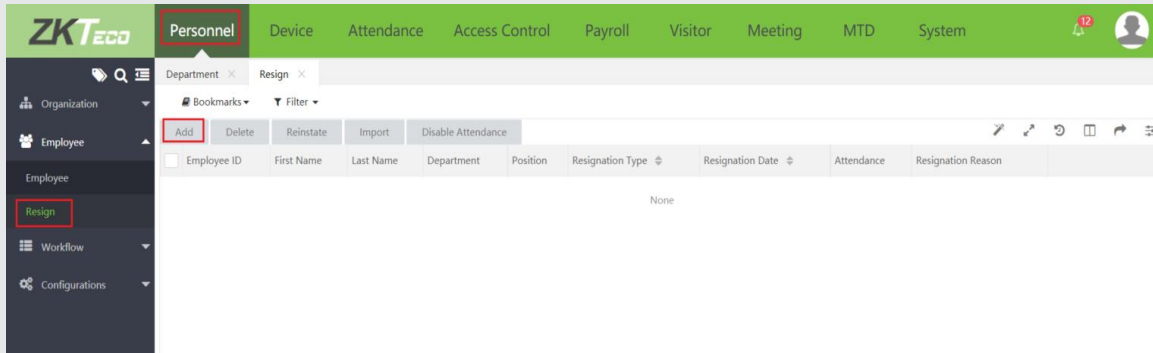 ZKTeco Personnel Device Attendance Access Control Payroll Visitor Meeting MTD System 12
Department Resign
Organization Bookmarks Filter
Add Delete Reinstate Import Disable Attendance
Employee
Employee ID First Name Last Name Department Position Resignation Type Resignation Date Attendance Resignation Reason
Employee
None
Resign
Workflow
Configurations